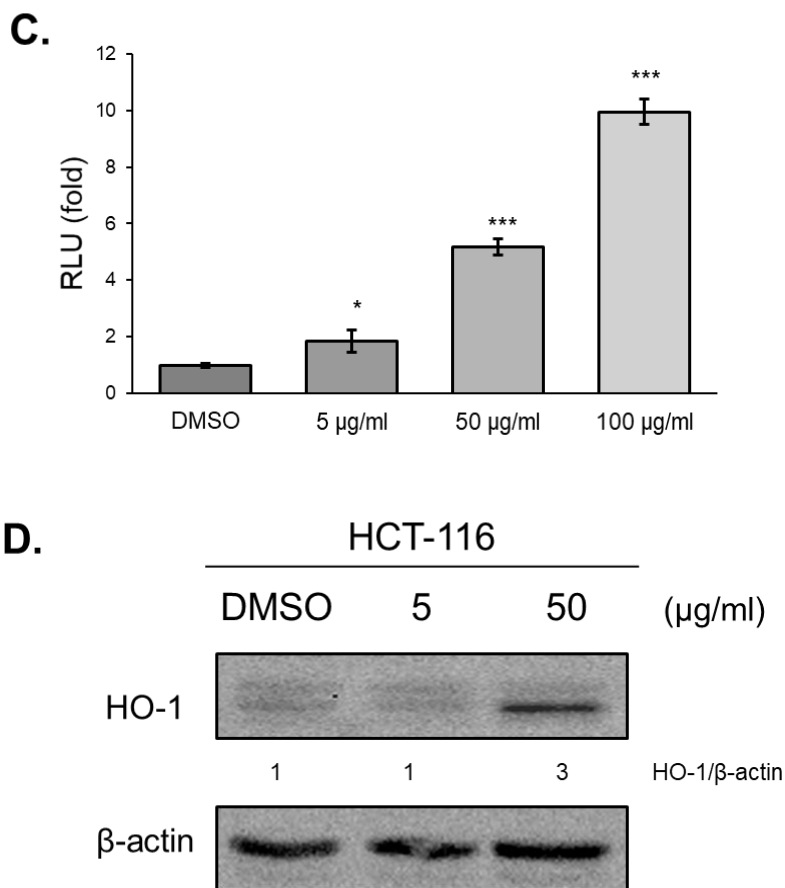 C.
12
10
8
6
4
2
0
RLU (fold)
*
***
***
DMSO 5 µg/ml 50 µg/ml 100 µg/ml
D.
HCT-116
DMSO 5 50 (µg/ml)
HO-1
1 1 3 HO-1/β-actin
β-actin